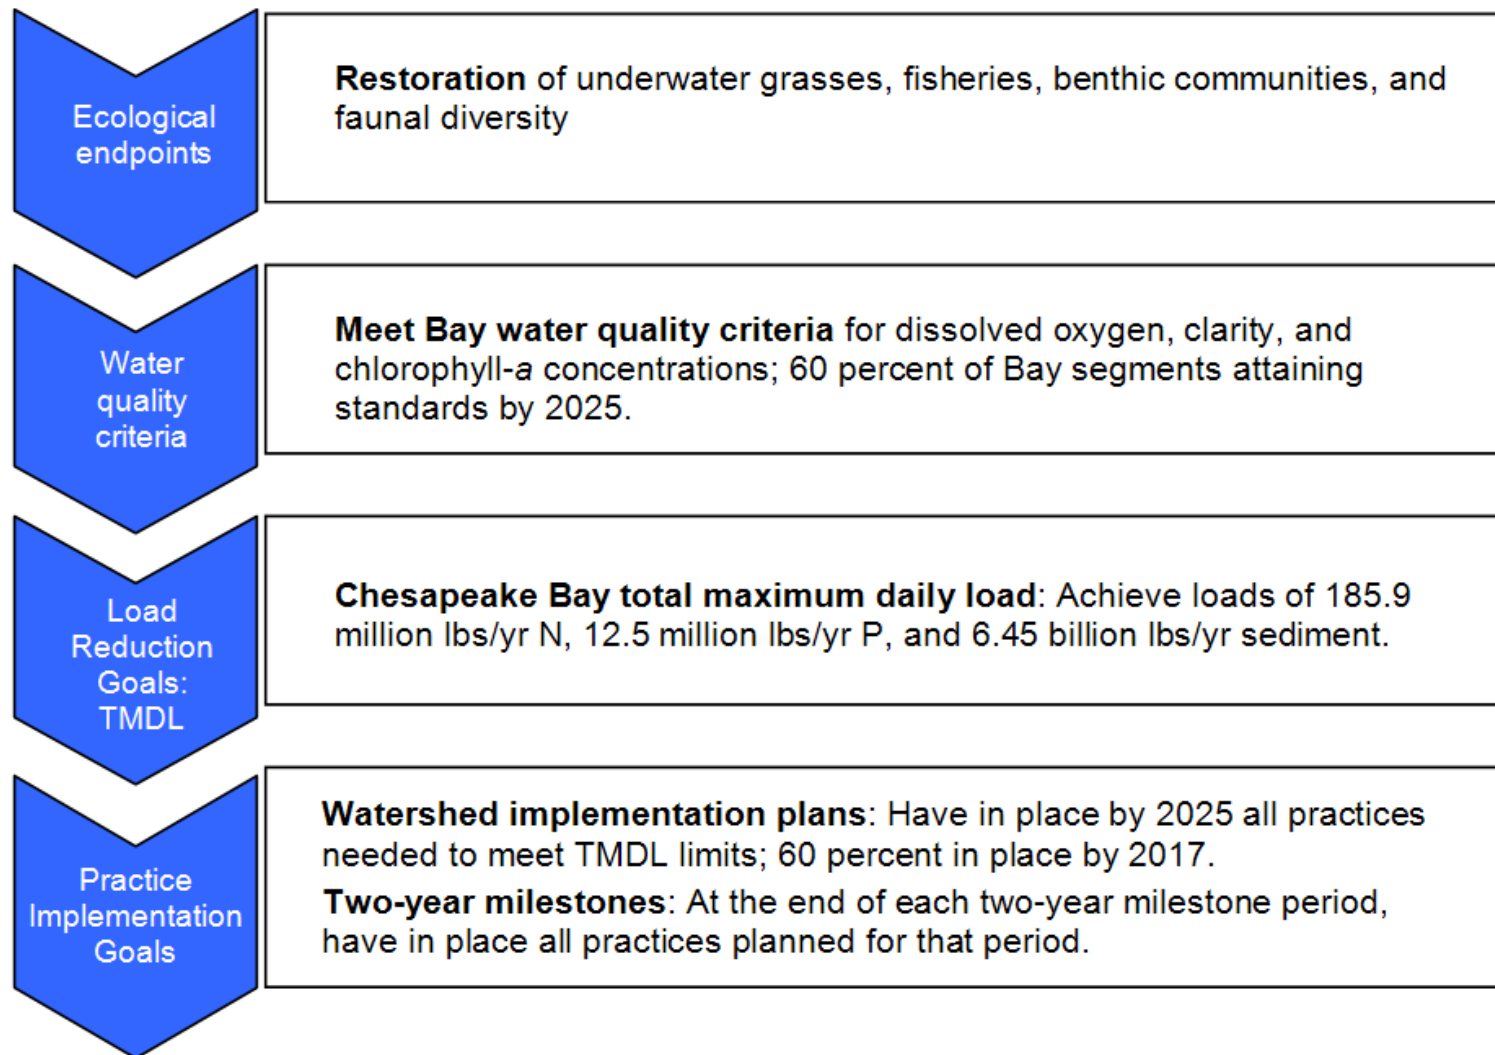 Ecological
endpoints
Restoration of underwater grasses, fisheries, benthic communities, and
faunal diversity
Water
quality
criteria
Meet Bay water quality criteria for dissolved oxygen, clarity, and
chlorophyll-a concentrations; 60 percent of Bay segments attaining
standards by 2025.
Load
Reduction
Goals:
TMDL
Chesapeake Bay total maximum daily load: Achieve loads of 185.9
million lbs/yr N, 12.5 million lbs/yr P, and 6.45 billion lbs/yr sediment.
Practice
Implementation
Goals
Watershed implementation plans: Have in place by 2025 all practices
needed to meet TMDL limits; 60 percent in place by 2017.
Two-year milestones: At the end of each two-year milestone period,
have in place all practices planned for that period.